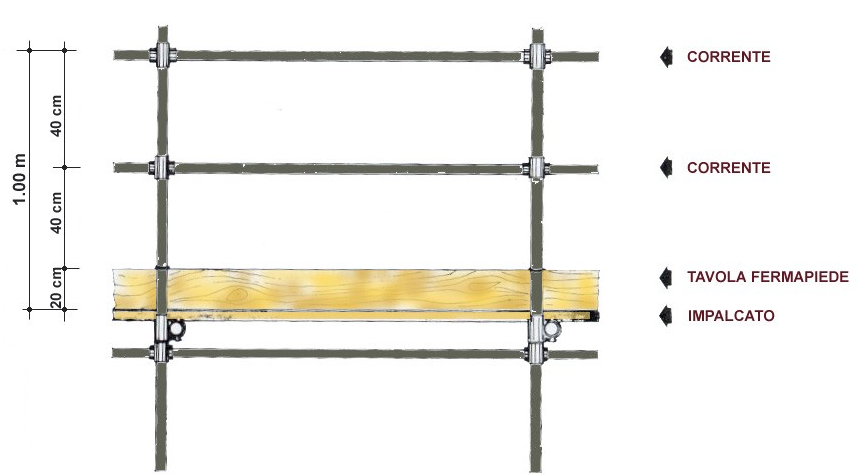 CORRENTE
40 cm
1.00 m
CORRENTE
40 cm
TAVOLA FERMAPIEDE
20 cm
IMPALCATO